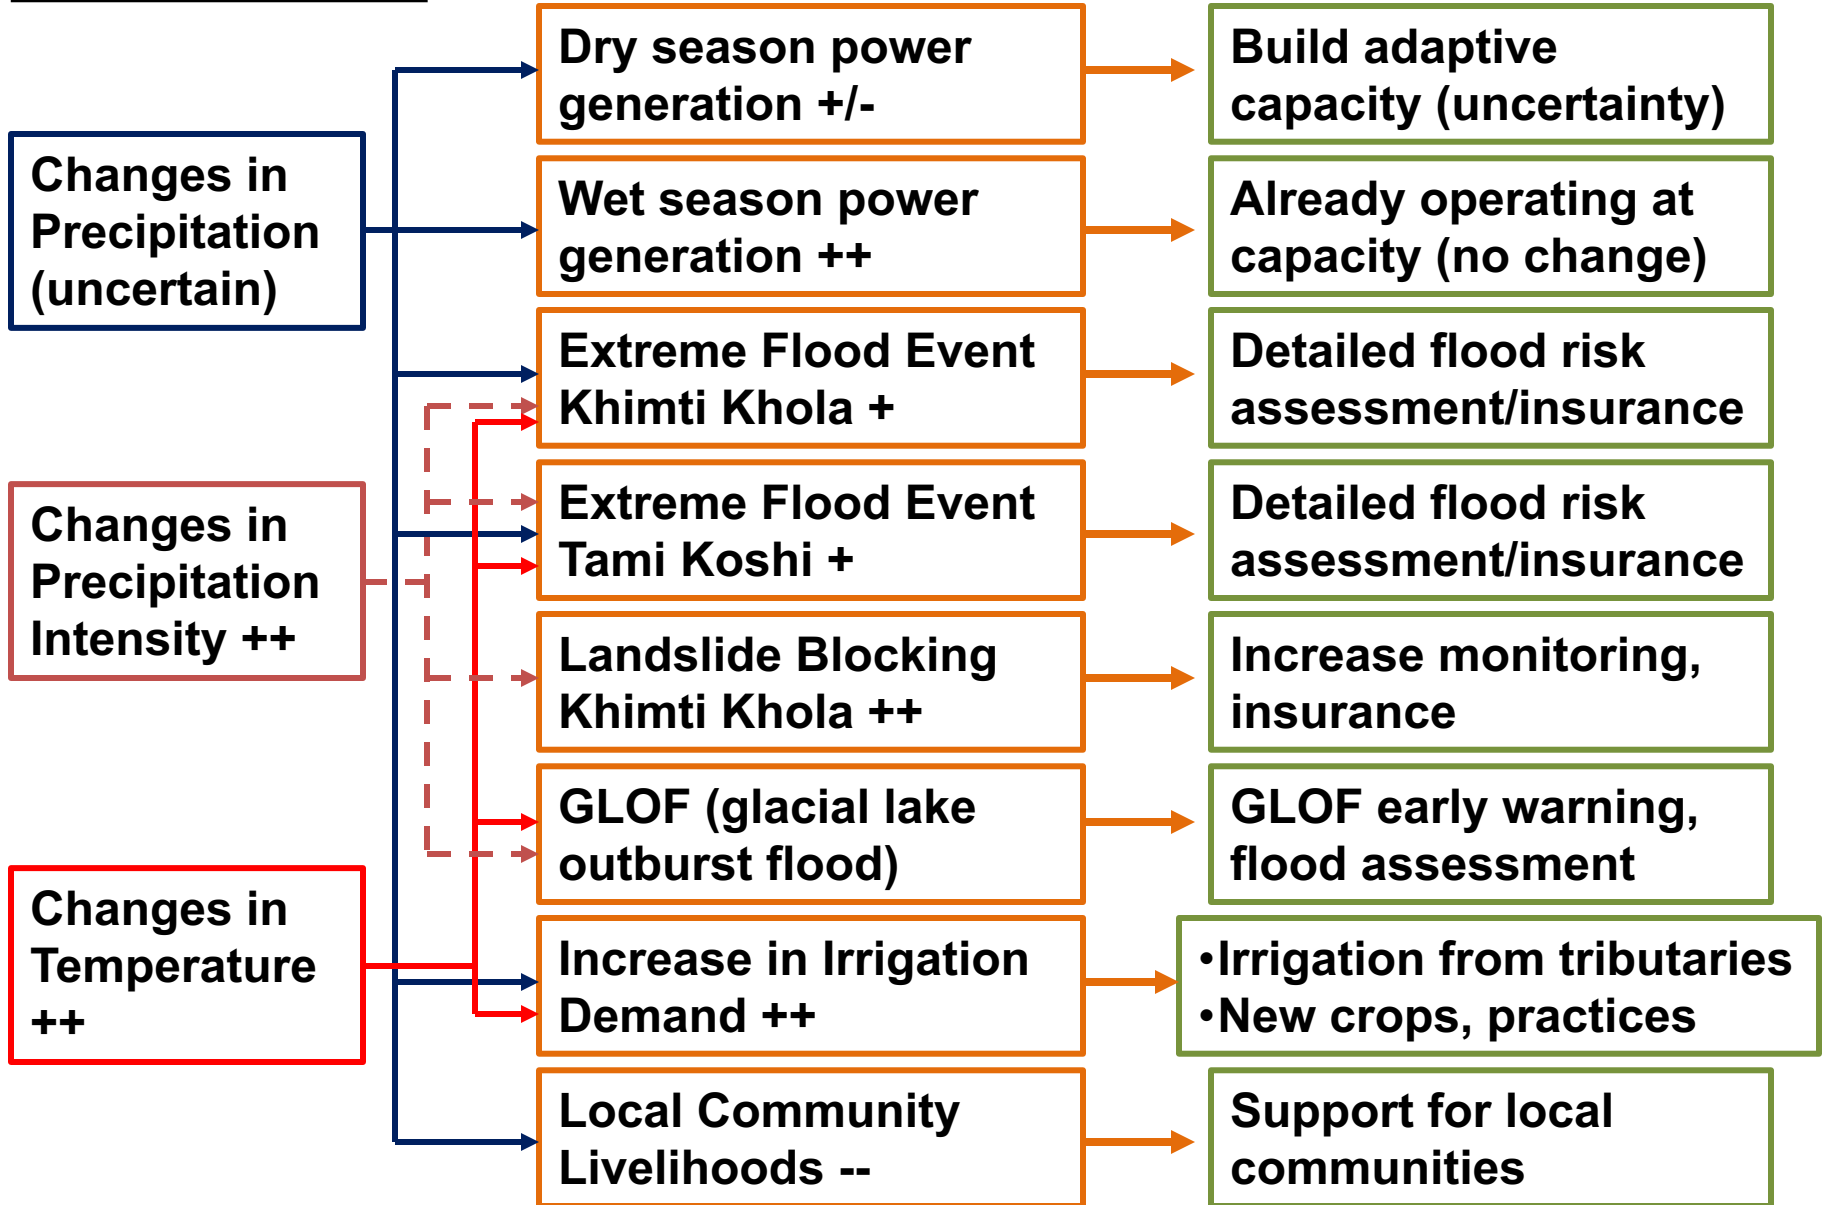 Changes in
Precipitation
(uncertain)
Changes in
Precipitation
Intensity ++
Changes in
Temperature
++
Dry season power
generation +/-
Wet season power
generation ++
Extreme Flood Event
Khimti Khola +
Extreme Flood Event
Tami Koshi +
Landslide Blocking
Khimti Khola ++
GLOF (glacial lake
outburst flood)
Increase in Irrigation
Demand ++
Local Community
Livelihoods --
Build adaptive
capacity (uncertainty)
Already operating at
capacity (no change)
Detailed flood risk
assessment/insurance
Detailed flood risk
assessment/insurance
Increase monitoring,
insurance
GLOF early warning,
flood assessment
•Irrigation from tributaries
•New crops, practices
Support for local
communities